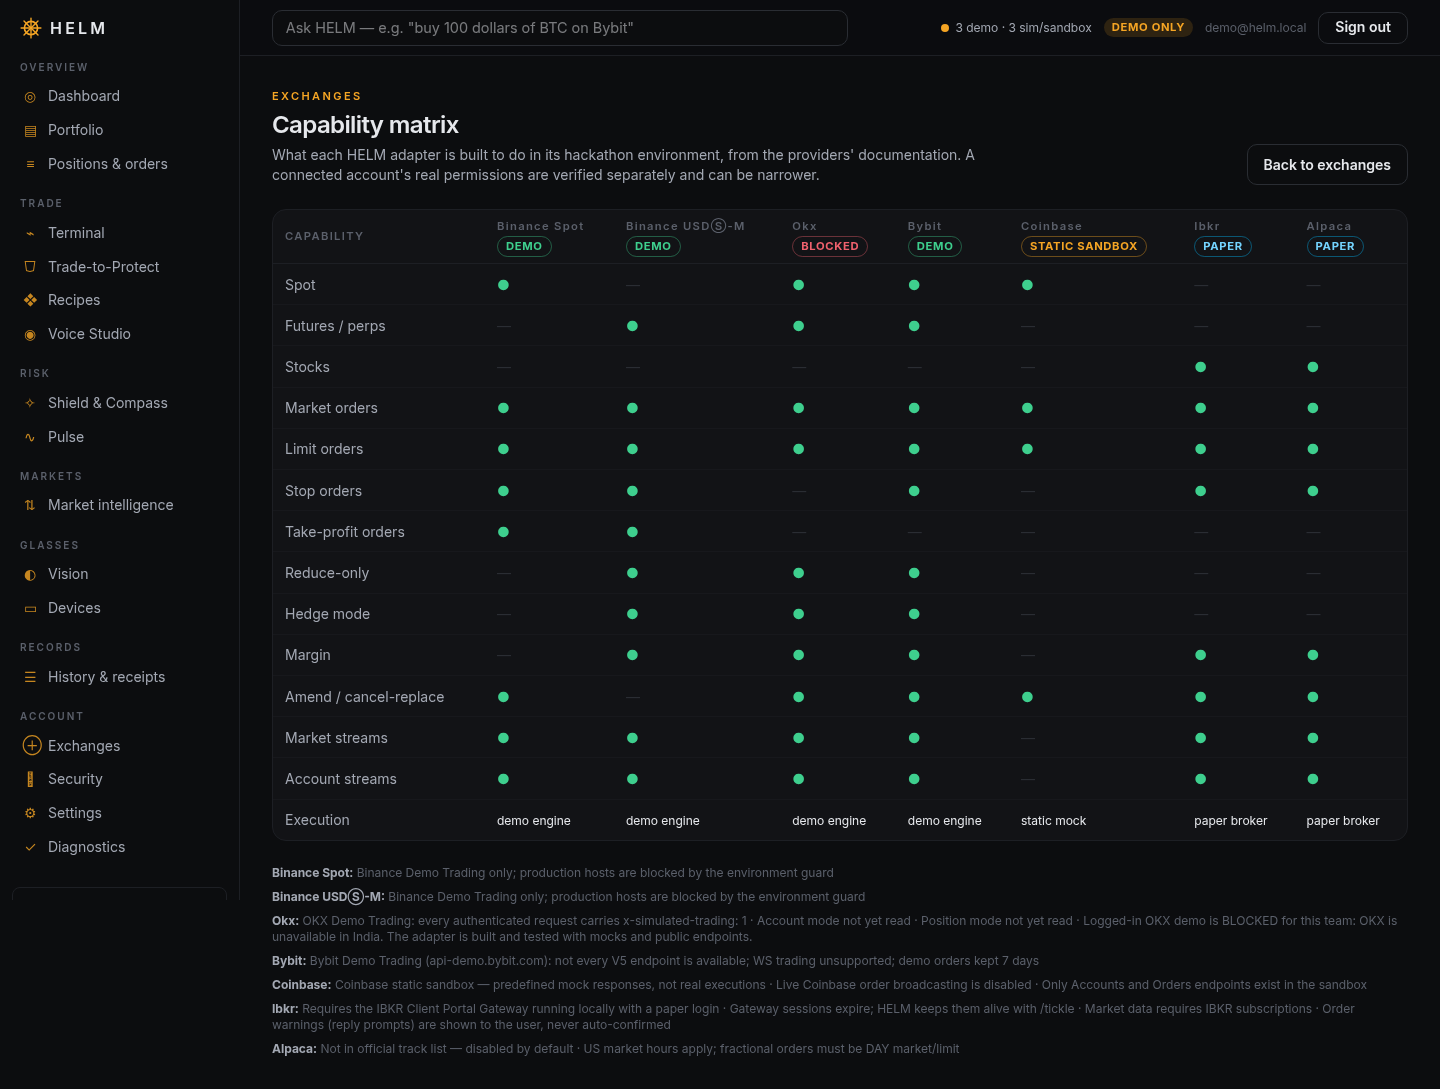 HELM
Ask HELM — e.g. "buy 100 dollars of BTC on Bybit"
3 demo · 3 sim/sandbox
DEMO ONLY
demo@helm.local
Sign out
OVERVIEW
Dashboard
Portfolio
Positions & orders
TRADE
Terminal
Trade-to-Protect
Recipes
Voice Studio
RISK
Shield & Compass
Pulse
MARKETS
Market intelligence
GLASSES
Vision
Devices
RECORDS
History & receipts
ACCOUNT
Exchanges
Security
Settings
Diagnostics
EXCHANGES
Capability matrix
What each HELM adapter is built to do in its hackathon environment, from the providers' documentation. A
connected account's real permissions are verified separately and can be narrower.
Back to exchanges
CAPABILITY
Binance Spot
DEMO
Binance USDⓈ-M
DEMO
Okx
BLOCKED
Bybit
DEMO
Coinbase
STATIC SANDBOX
Ibkr
PAPER
Alpaca
PAPER
Spot ● — ● ● ● — —
Futures / perps — ● ● ● — — —
Stocks — — — — — ● ●
Market orders ● ● ● ● ● ● ●
Limit orders ● ● ● ● ● ● ●
Stop orders ● ● — ● — ● ●
Take-profit orders ● ● — — — — —
Reduce-only — ● ● ● — — —
Hedge mode — ● ● ● — — —
Margin — ● ● ● — ● ●
Amend / cancel-replace ● — ● ● ● ● ●
Market streams ● ● ● ● — ● ●
Account streams ● ● ● ● — ● ●
Execution demo engine demo engine demo engine demo engine static mock paper broker paper broker
Binance Spot: Binance Demo Trading only; production hosts are blocked by the environment guard
Binance USDⓈ-M: Binance Demo Trading only; production hosts are blocked by the environment guard
Okx: OKX Demo Trading: every authenticated request carries x-simulated-trading: 1 · Account mode not yet read · Position mode not yet read · Logged-in OKX demo is BLOCKED for this team: OKX is
unavailable in India. The adapter is built and tested with mocks and public endpoints.
Bybit: Bybit Demo Trading (api-demo.bybit.com): not every V5 endpoint is available; WS trading unsupported; demo orders kept 7 days
Coinbase: Coinbase static sandbox — predefined mock responses, not real executions · Live Coinbase order broadcasting is disabled · Only Accounts and Orders endpoints exist in the sandbox
Ibkr: Requires the IBKR Client Portal Gateway running locally with a paper login · Gateway sessions expire; HELM keeps them alive with /tickle · Market data requires IBKR subscriptions · Order
warnings (reply prompts) are shown to the user, never auto-confirmed
Alpaca: Not in official track list — disabled by default · US market hours apply; fractional orders must be DAY market/limit